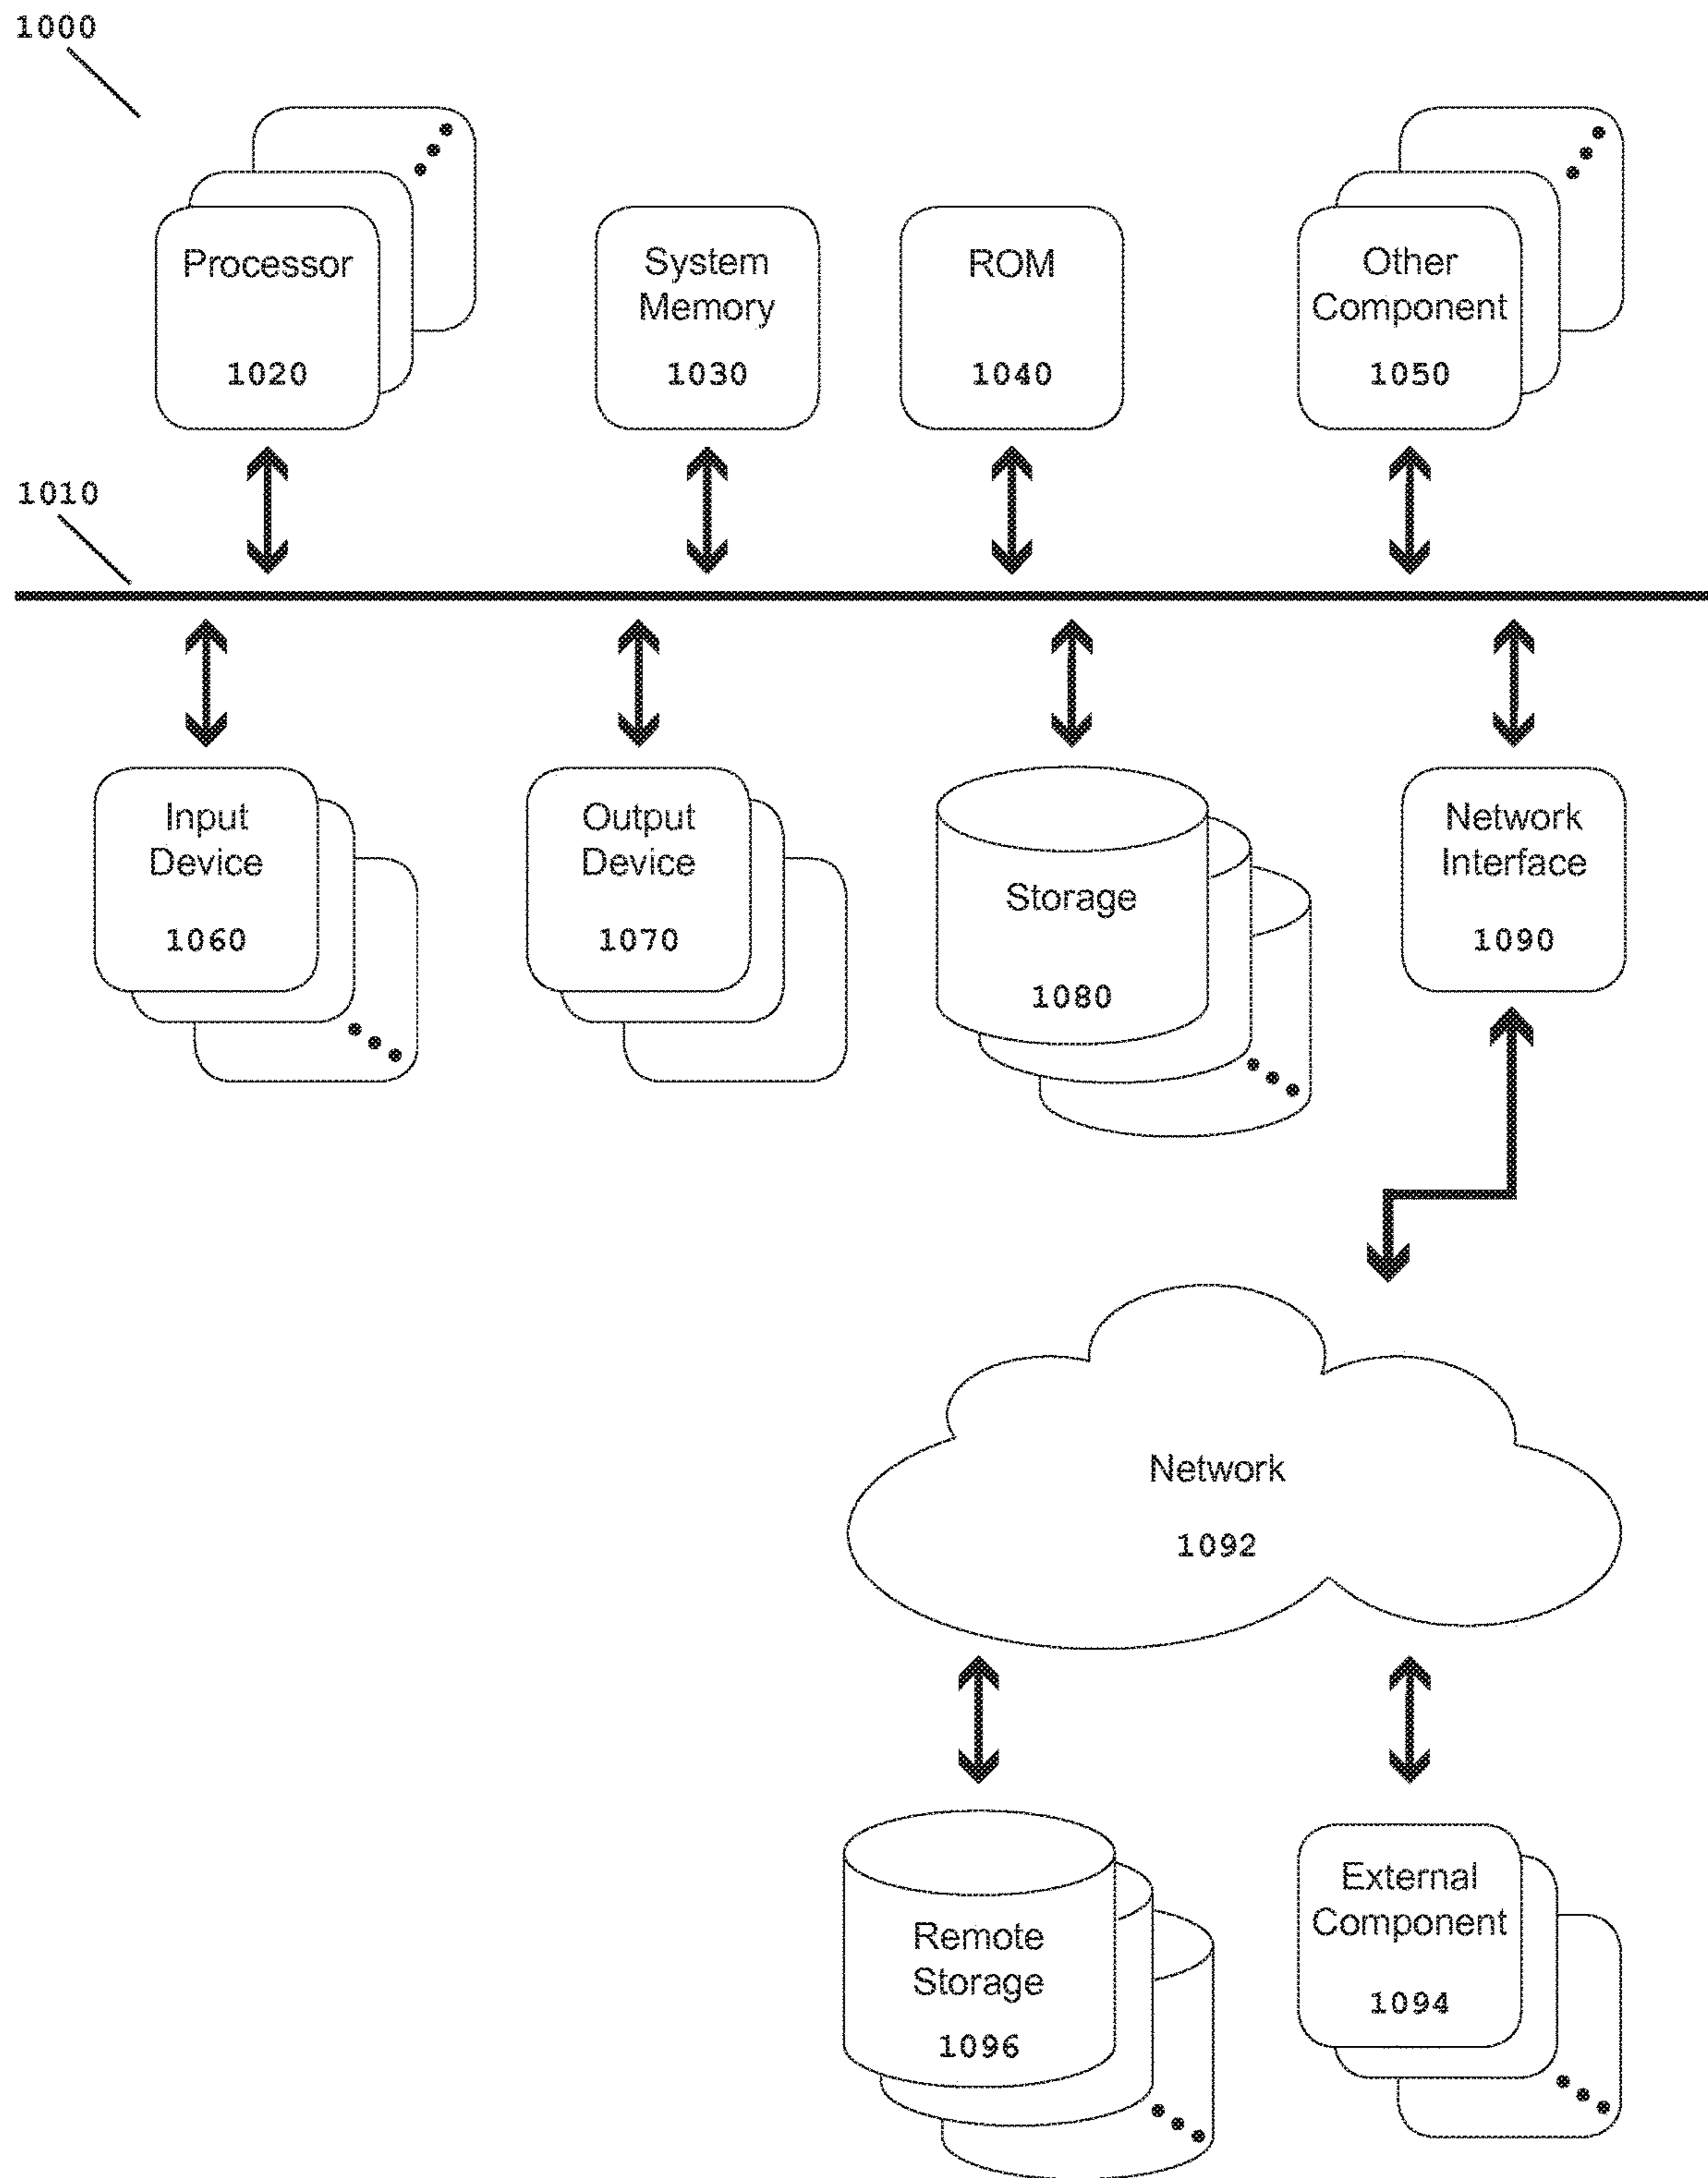 1000
Processor
1020
System
Memory
1030
ROM
1040
Other
Component
1050
1010
Input
Device
1060
Output
Device
1070
Storage
1080
Network
Interface
1090
Network
1092
Remote
Storage
1096
External
Component
1094